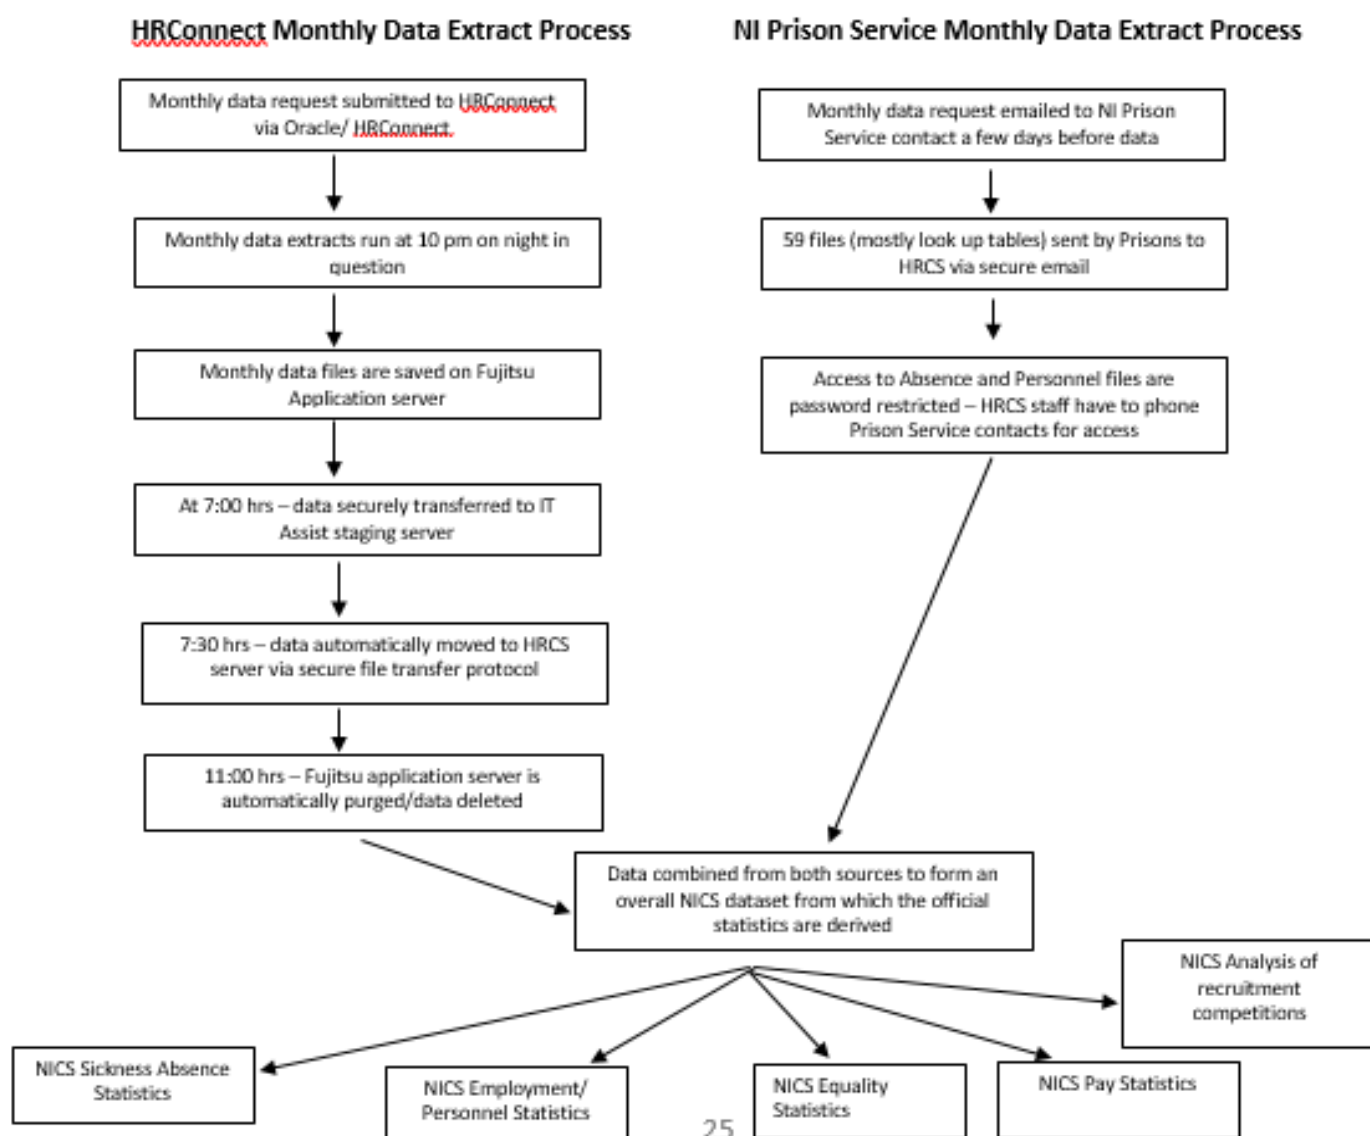 HRConnect Monthly Data Extract Process
Monthly data request submitted to HRConnect
via Oracle/ HRConnect
Monthly data extracts run at 10 pm on night in
question
Monthly data files are saved on Fujitsu
Application server
At 7:00 hrs – data securely transferred to IT
Assist staging server
7:30 hrs – data automatically moved to HRCS
server via secure file transfer protocol
11:00 hrs – Fujitsu application server is
automatically purged/data deleted
NI Prison Service Monthly Data Extract Process
Monthly data request emailed to NI Prison
Service contact a few days before data
59 files (mostly look up tables) sent by Prisons to
HRCS via secure email
Access to Absence and Personnel files are
password restricted – HRCS staff have to phone
Prison Service contacts for access
Data combined from both sources to form an
overall NICS dataset from which the official
statistics are derived
NICS Sickness Absence
Statistics
NICS Employment/
Personnel Statistics
NICS Equality
Statistics
NICS Pay Statistics
NICS Analysis of
recruitment
competitions
25